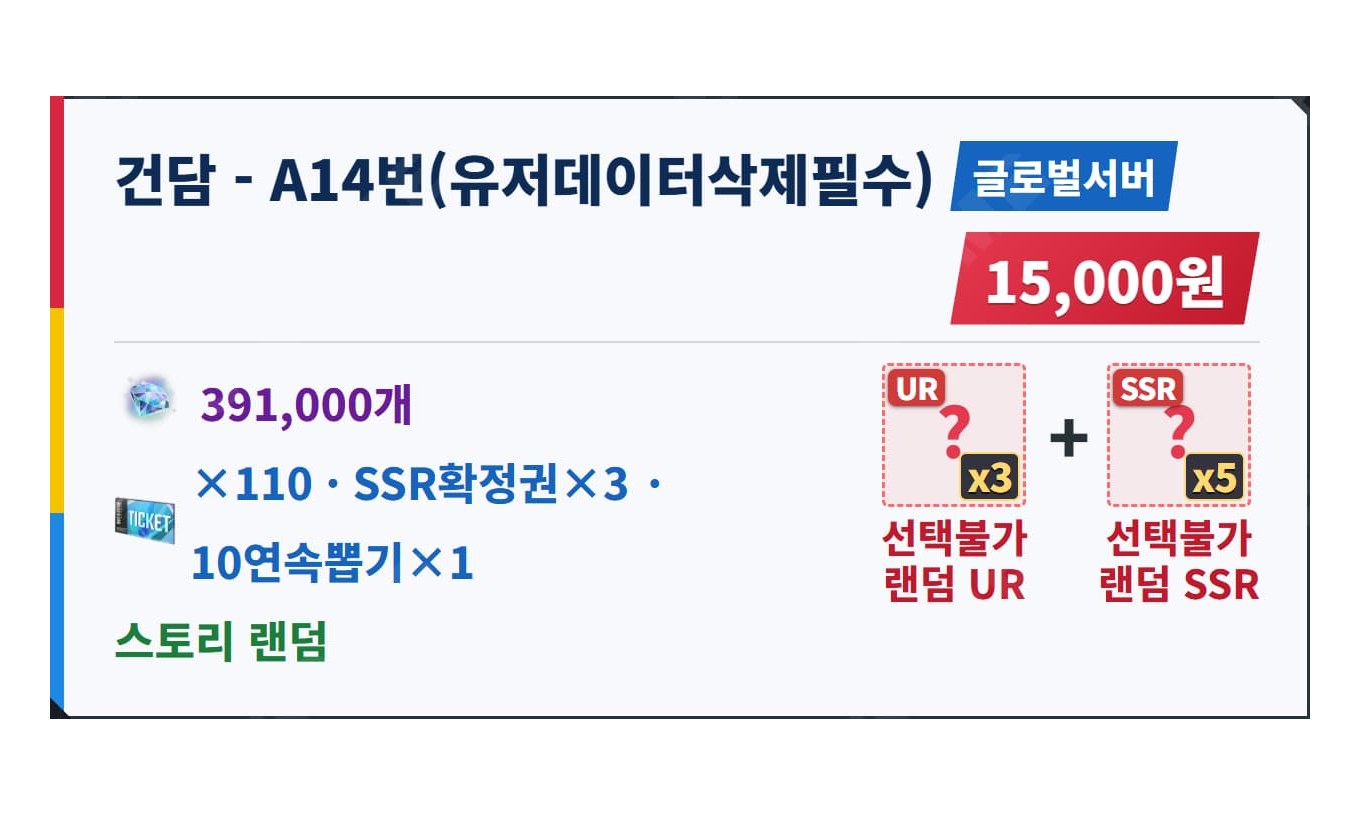 건담 - A14번(유저데이터삭제필수) 글로벌서버
15,000원
391,000개
TICKET
×110 · SSR확정권×3 ·
10연속뽑기×1
스토리 랜덤
UR
?
x3
+
SSR
?
x5
선택불가
랜덤 UR
선택불가
랜덤 SSR